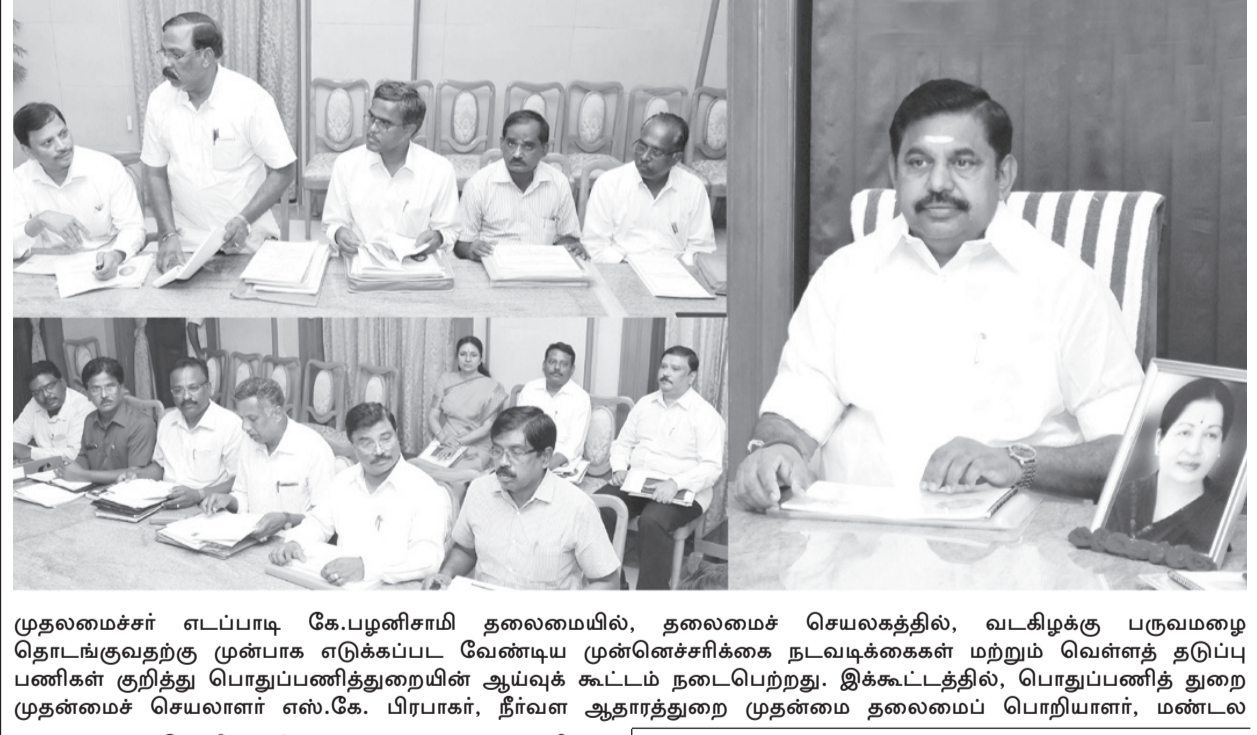 முதலமைச்சர் எடப்பாடி கே.பழனிசாமி தலைமையில், தலைமைச் செயலகத்தில், வடகிழக்கு பருவமழை
தொடங்குவதற்கு முன்பாக எடுக்கப்பட வேண்டிய முன்னெச்சரிக்கை நடவடிக்கைகள் மற்றும் வெள்ளத் தடுப்பு
பணிகள் குறித்து பொதுப்பணித்துறையின் ஆய்வுக் கூட்டம் நடைபெற்றது. இக்கூட்டத்தில், பொதுப்பணித் துறை
முதன்மைச் செயலாளர் எஸ்.கே. பிரபாகர், நீர்வள ஆதாரத்துறை முதன்மை தலைமைப் பொறியாளர், மண்டல